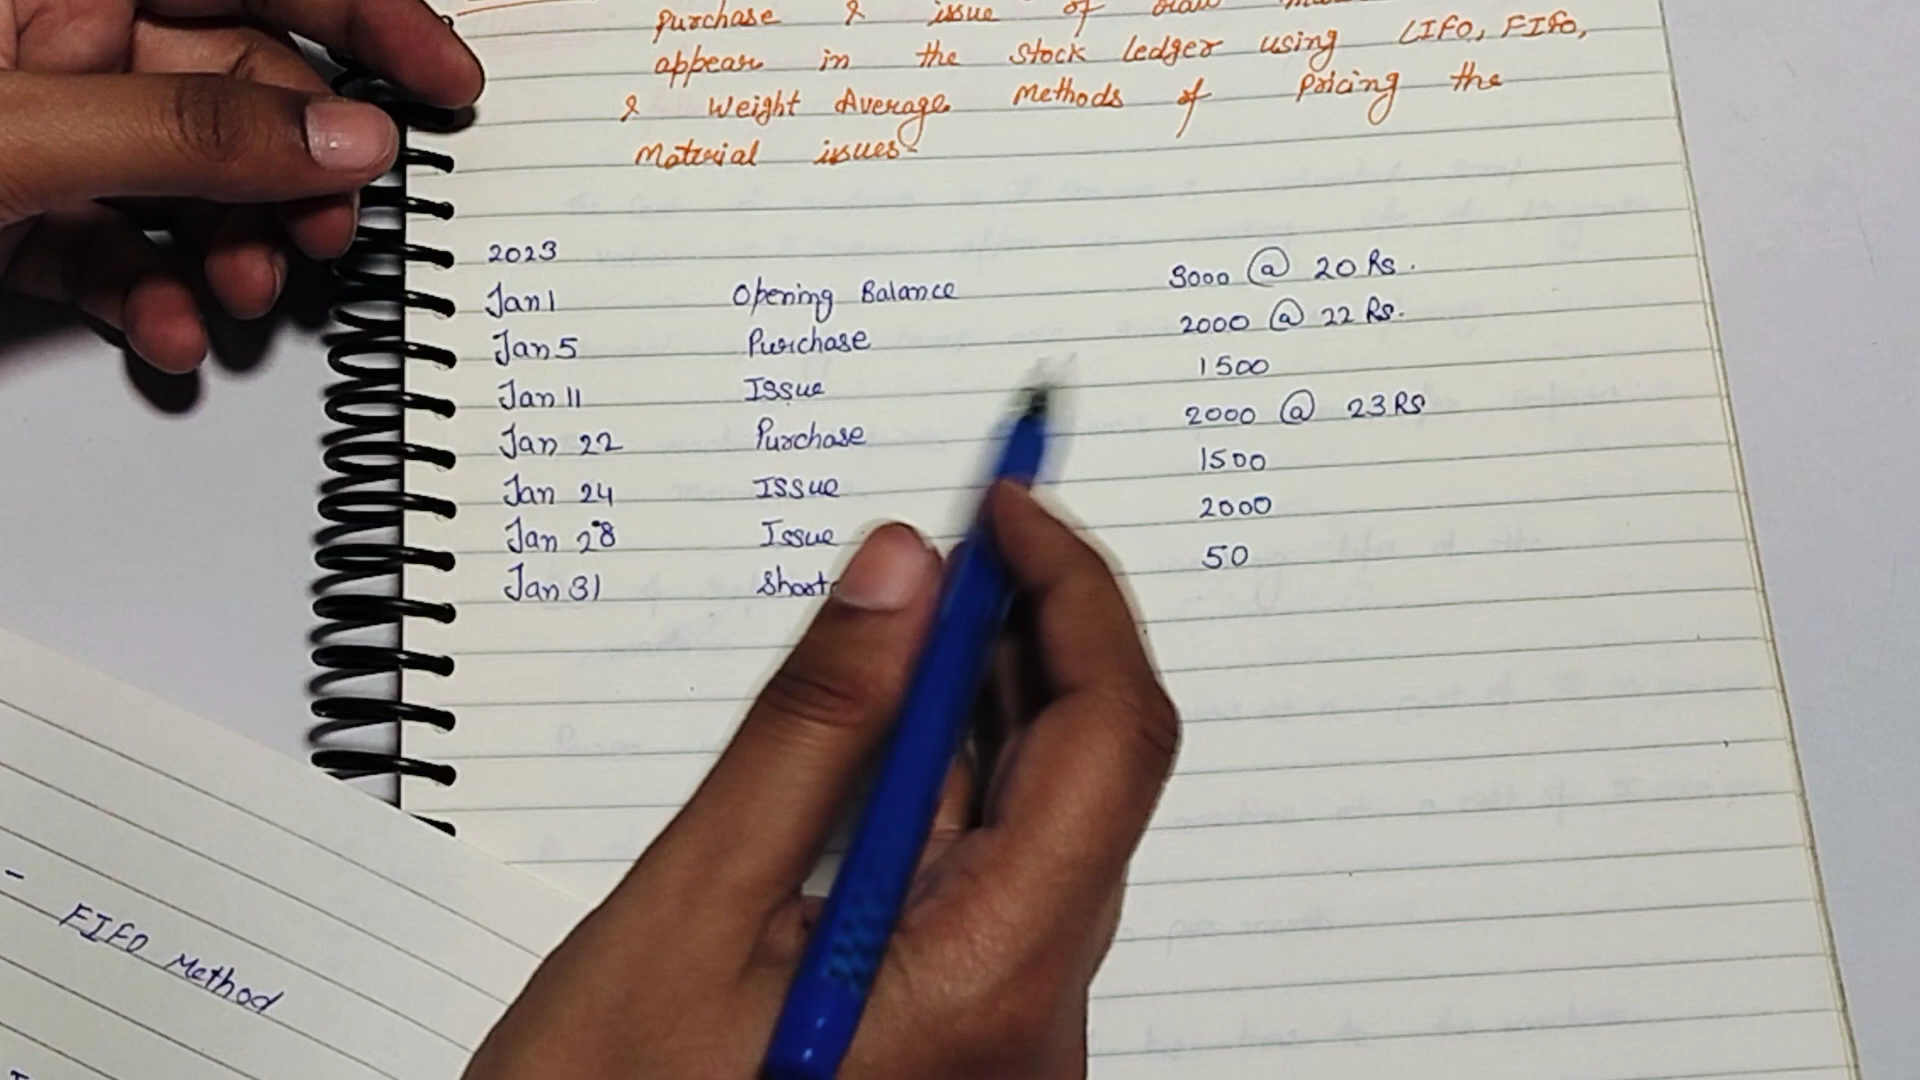 purchase & issue of
appears in the stock ledger using LIFO, FIFO,
& weight Average Methods of Pricing the
Material issues-
2023
Jan 1 Opening Balance 3000 @ 20 Rs.
Jan 5 Purchase 2000 @ 22 Rs.
Jan 11 Issue 1500
Jan 22 Purchase 2000 @ 23 Rs
Jan 24 Issue 1500
Jan 28 Issue 2000
Jan 31 50
- FIFO Method